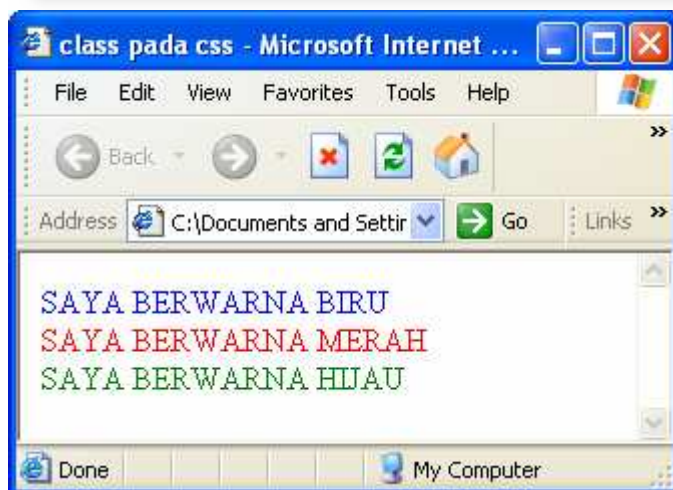 class pada css - Microsoft Internet ...
File Edit View Favorites Tools Help
Back
Address C:\Documents and Settir Go Links
SAYA BERWARNA BIRU
SAYA BERWARNA MERAH
SAYA BERWARNA HIJAU
Done My Computer